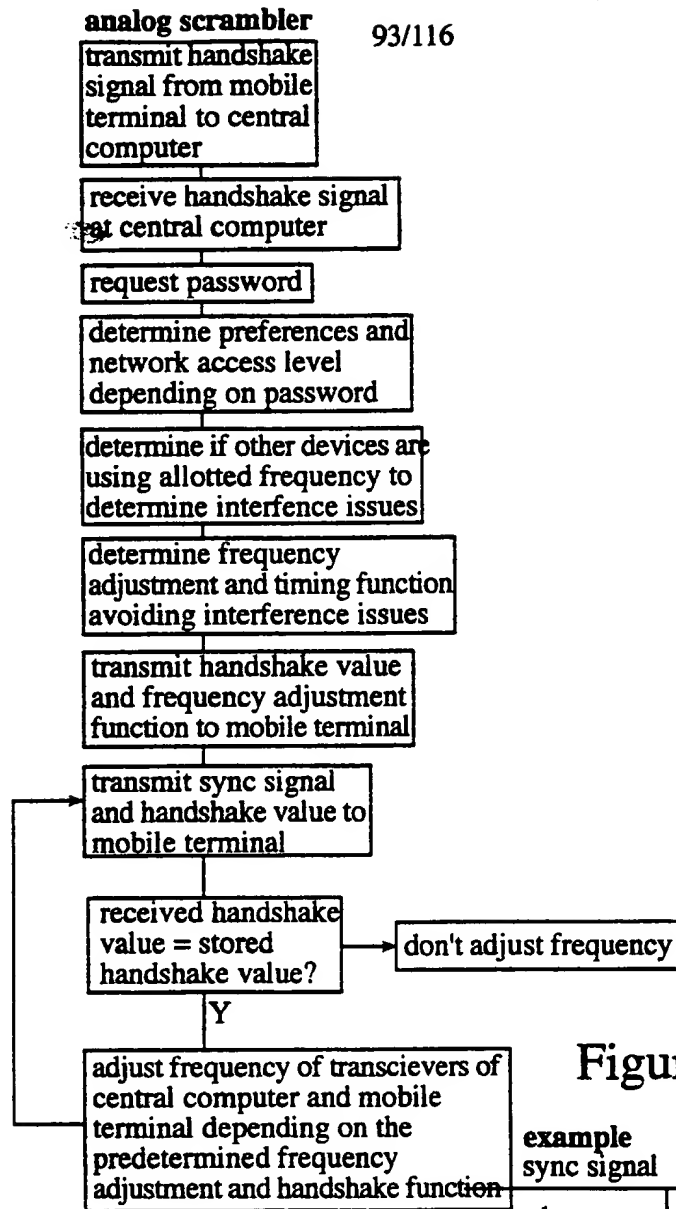 analog scrambler
93/116
transmit handshake
signal from mobile
terminal to central
computer
receive handshake signal
at central computer
request password
determine preferences and
network access level
depending on password
determine if other devices are
using allotted frequency to
determine interfence issues
determine frequency
adjustment and timing function
avoiding interference issues
transmit handshake value
and frequency adjustment
function to mobile terminal
transmit sync signal
and handshake value to
mobile terminal
received handshake
value = stored
handshake value?
don't adjust frequency
Y
adjust frequency of transcievers of
central computer and mobile
terminal depending on the
predetermined frequency
adjustment and handshake function
example
sync signal